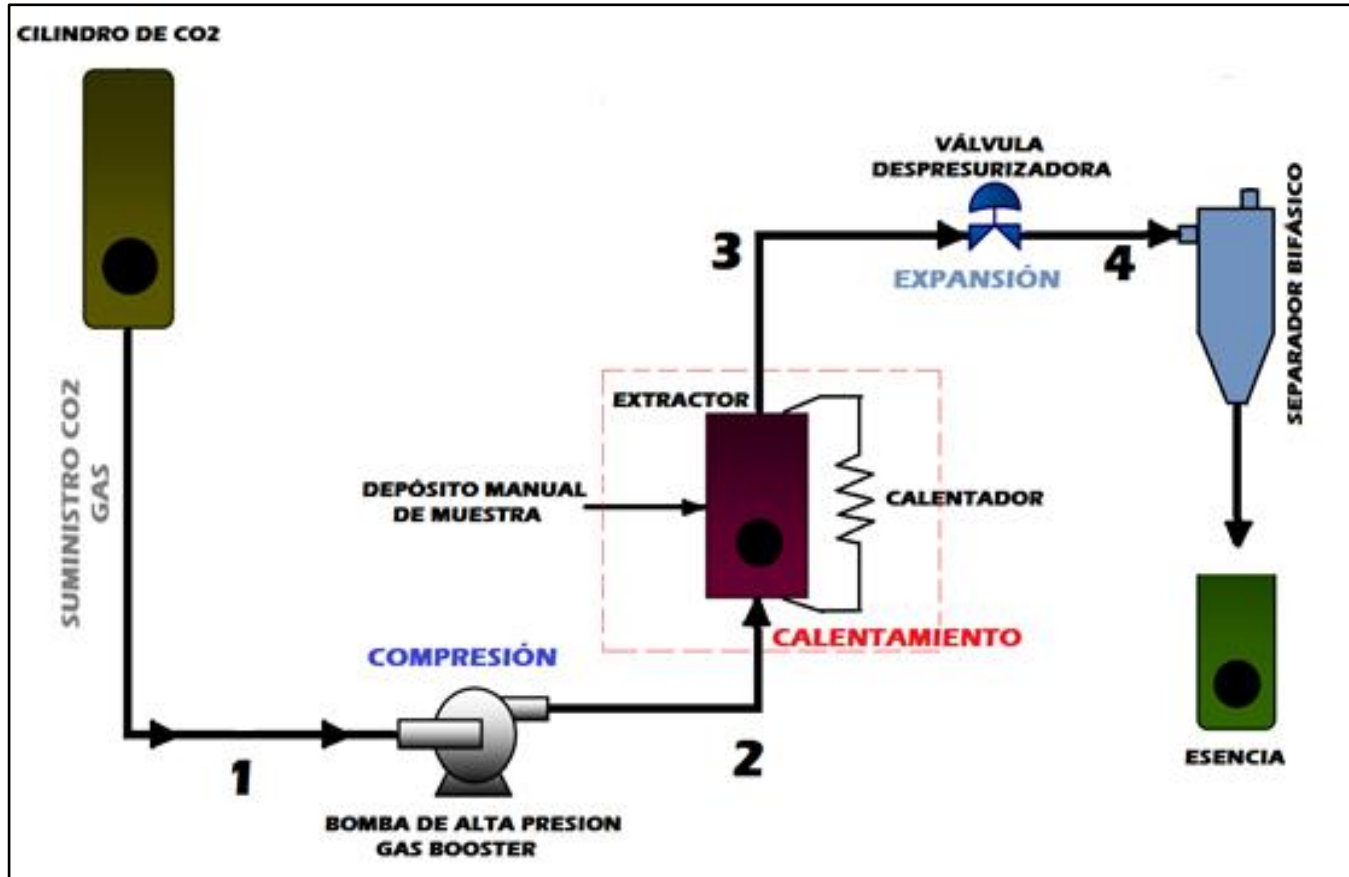 CILINDRO DE CO2
SUMINISTRO CO2
GAS
1
COMPRESIÓN
BOMBA DE ALTA PRESION
GAS BOOSTER
2
DEPÓSITO MANUAL
DE MUESTRA
EXTRACTOR
CALENTADOR
CALENTAMIENTO
3
VÁLVULA
DESPRESURIZADORA
EXPANSIÓN
4
SEPARADOR BIFÁSICO
ESENCIA